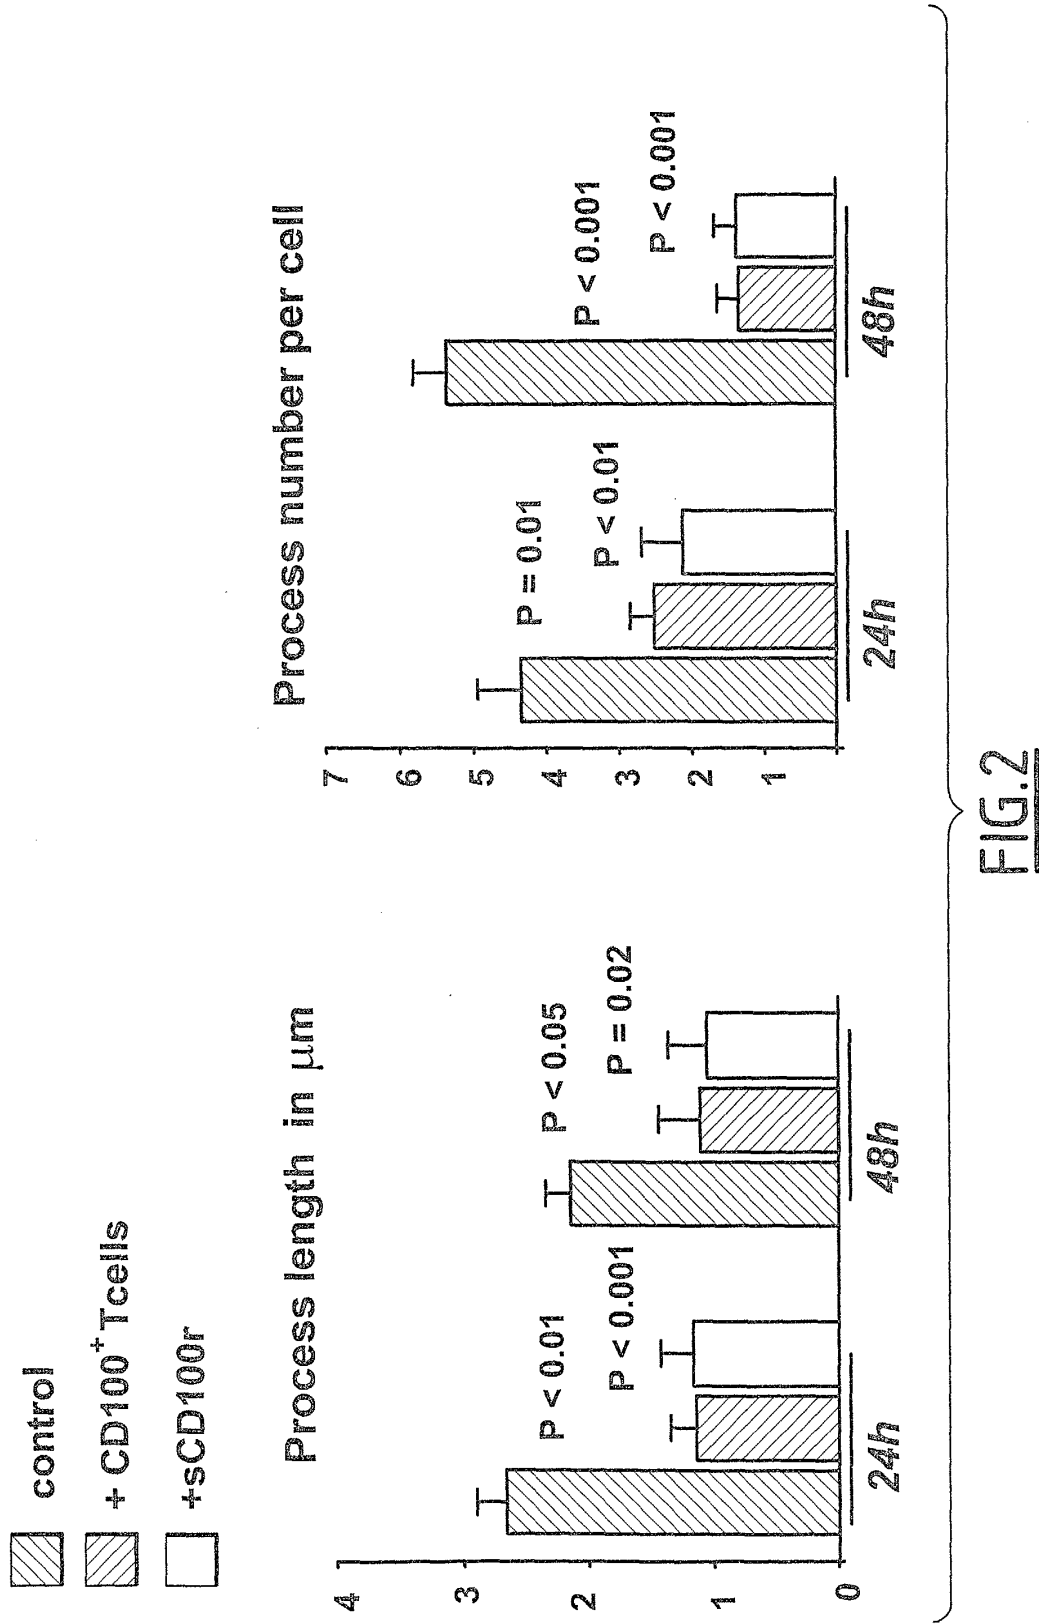 control
+ CD100+ Tcells
+sCD100r
Process length in μm
4
3
2
1
0
P < 0.01
P < 0.001
P < 0.05
P = 0.02
24h
48h
Process number per cell
7
6
5
4
3
2
1
P = 0.01
P < 0.01
P < 0.001
P < 0.001
24h
48h
FIG.2